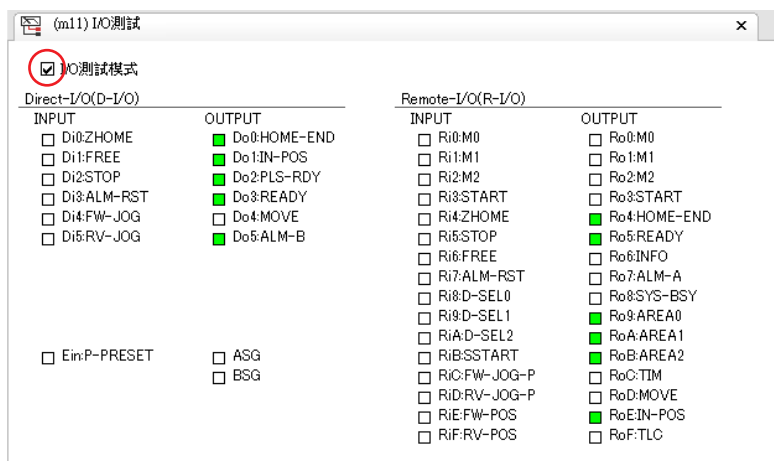 (m11) I/O測試
I/O測試模式
Direct-I/O(D-I/O)
INPUT
Di0:ZHOME
Di1:FREE
Di2:STOP
Di3:ALM-RST
Di4:FW-JOG
Di5:RV-JOG
Ein:P-PRESET
OUTPUT
Do0:HOME-END
Do1:IN-POS
Do2:PLS-RDY
Do3:READY
Do4:MOVE
Do5:ALM-B
ASG
BSG
Remote-I/O(R-I/O)
INPUT
Ri0:M0
Ri1:M1
Ri2:M2
Ri3:START
Ri4:ZHOME
Ri5:STOP
Ri6:FREE
Ri7:ALM-RST
Ri8:D-SEL0
Ri9:D-SEL1
RiA:D-SEL2
RiB:SSTART
RiC:FW-JOG-P
RiD:RV-JOG-P
RiE:FW-POS
RiF:RV-POS
OUTPUT
Ro0:M0
Ro1:M1
Ro2:M2
Ro3:START
Ro4:HOME-END
Ro5:READY
Ro6:INFO
Ro7:ALM-A
Ro8:SYS-BSY
Ro9:AREA0
RoA:AREA1
RoB:AREA2
RoC:TIM
RoD:MOVE
RoE:IN-POS
RoF:TLC